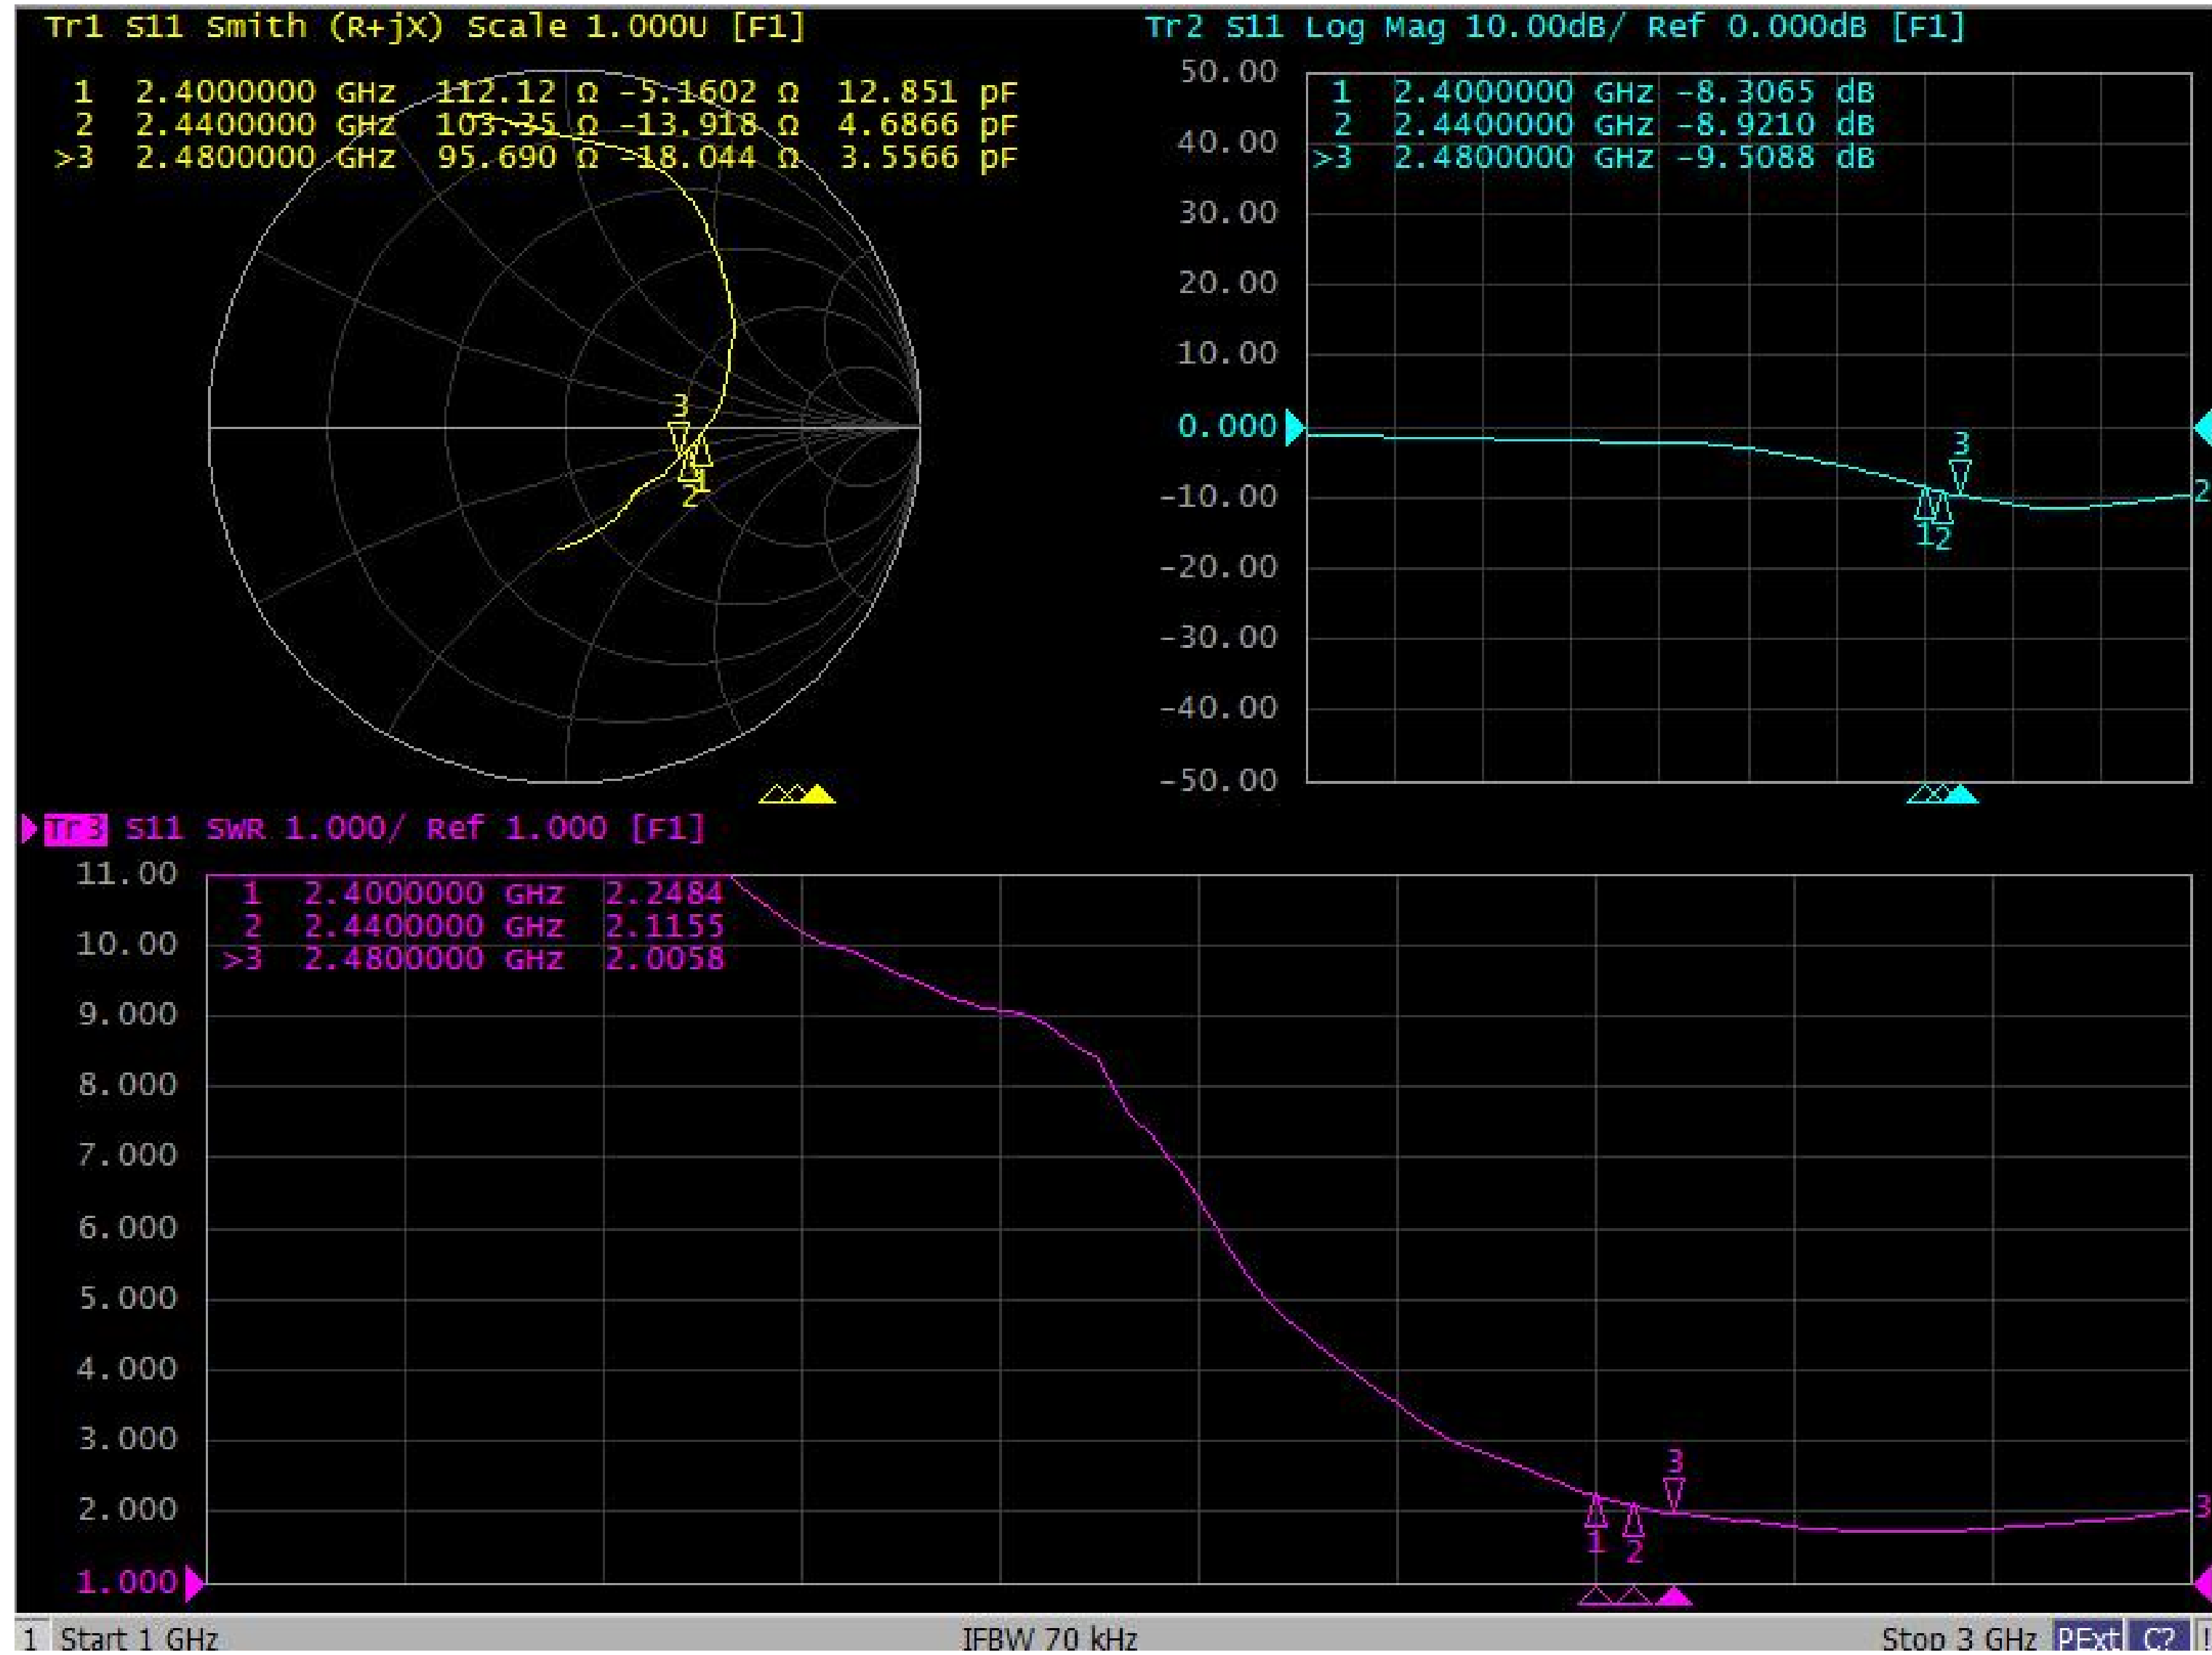 Tr1 S11 Smith (R+jX) Scale 1.000U [F1]
1 2.4000000 GHz 112.12 Ω -5.1602 Ω 12.851 pF
2 2.4400000 GHz 103.35 Ω -13.918 Ω 4.6866 pF
>3 2.4800000 GHz 95.690 Ω -18.044 Ω 3.5566 pF
3
1
2
Tr2 S11 Log Mag 10.00dB/ Ref 0.000dB [F1]
50.00
1 2.4000000 GHz -8.3065 dB
2 2.4400000 GHz -8.9210 dB
>3 2.4800000 GHz -9.5088 dB
40.00
30.00
20.00
10.00
0.000
3
-10.00
2
1 2
-20.00
-30.00
-40.00
-50.00
Tr3 S11 SWR 1.000/ Ref 1.000 [F1]
11.00
1 2.4000000 GHz 2.2484
2 2.4400000 GHz 2.1155
>3 2.4800000 GHz 2.0058
10.00
9.000
8.000
7.000
6.000
5.000
4.000
3.000
3
2.000
3
1 2
1.000
1 Start 1 GHz IFBW 70 kHz Stop 3 GHz PExt C? !